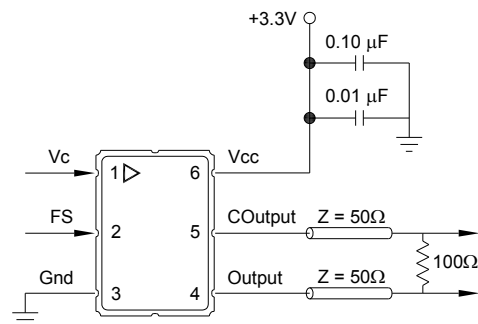 +3.3V
0.10 μF
0.01 μF
Vc
1
6
Vcc
FS
2
5
COutput
Z = 50Ω
100Ω
Gnd
3
4
Output
Z = 50Ω